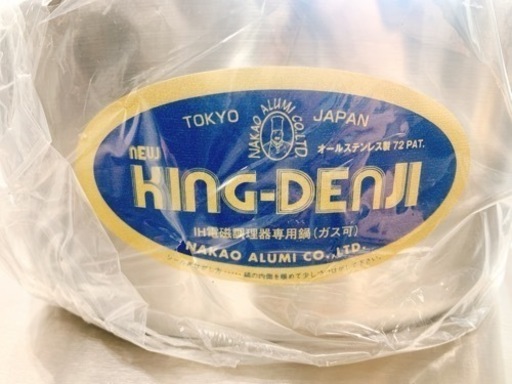 TOKYO JAPAN
NAKAO ALUMI CO.LTD
オールステンレス製 72 PAT.
NEW
KING-DENJI
IH電磁調理器専用鍋(ガス可)
NAKAO ALUMI CO.,LTD.